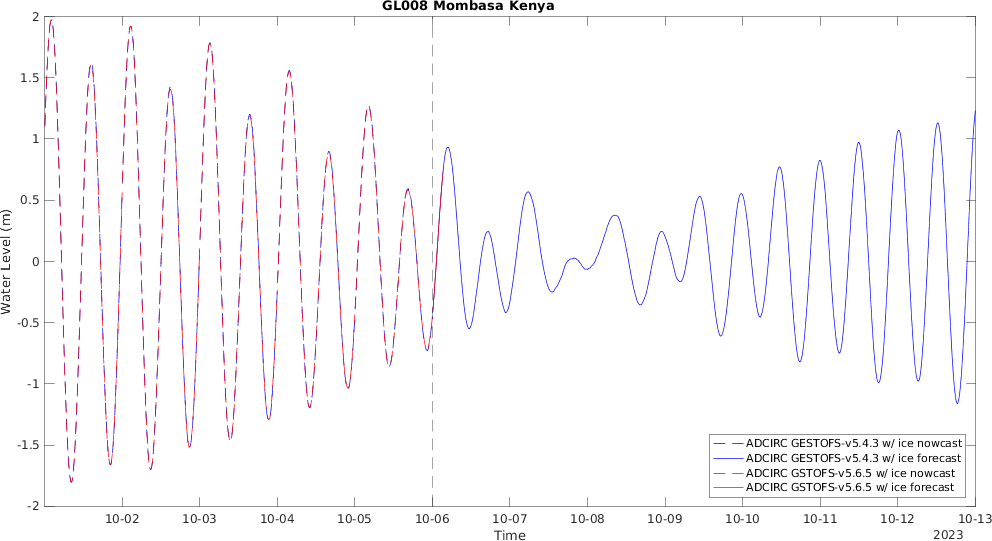 GL008 Mombasa Kenya
2
1.5
1
0.5
0
-0.5
-1
-1.5
-2
Water Level (m)
ADCIRC GESTOFS-v5.4.3 w/ ice nowcast
ADCIRC GESTOFS-v5.4.3 w/ ice forecast
ADCIRC GSTOFS-v5.6.5 w/ ice nowcast
ADCIRC GSTOFS-v5.6.5 w/ ice forecast
10-02 10-03 10-04 10-05 10-06 10-07 10-08 10-09 10-10 10-11 10-12 10-13
Time
2023